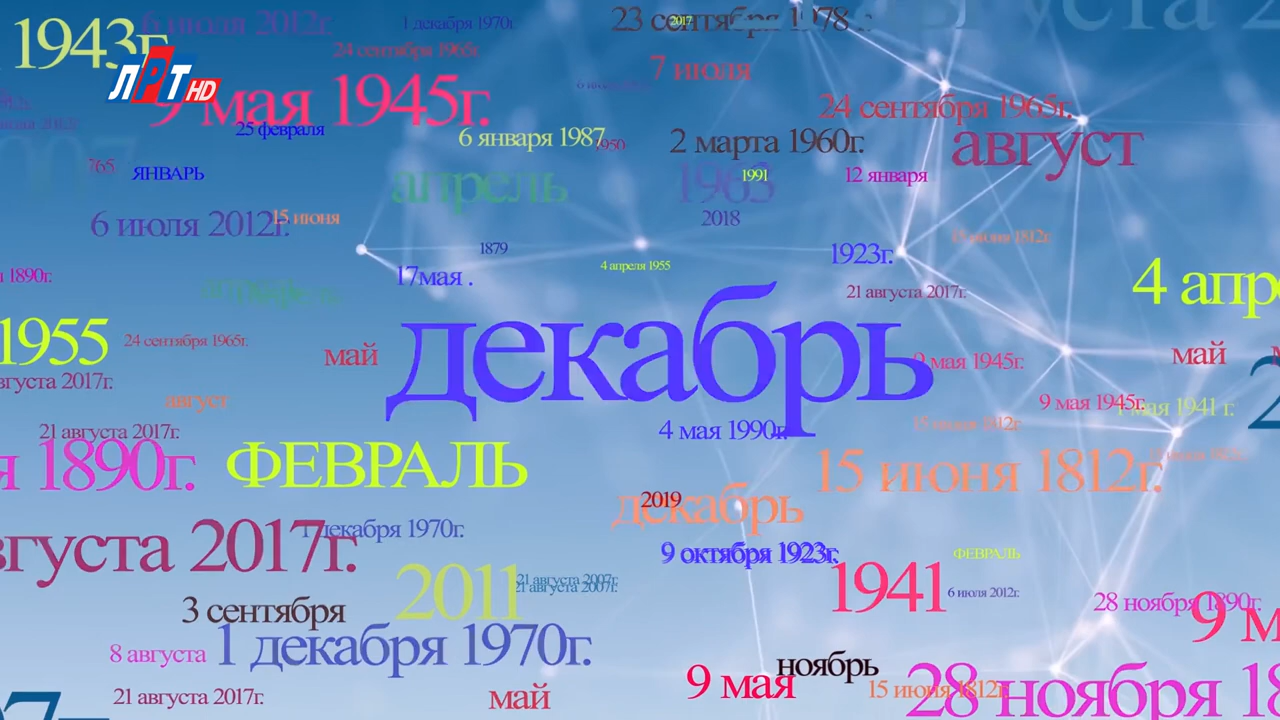 1943г.
6 июля 2012г.
1 декабря 1970г.
23 сентября 1978 г.
2017
августа
24 сентября 1965г.
7 июля
ЛРТ HD
9 мая 1945г.
24 сентября 1965г.
25 февраля
6 января 1987
1950
2 марта 1960г.
август
1765
ЯНВАРЬ
апрель
1963
1991
12 января
6 июля 2012г.
15 июня
2018
1879
1923г.
15 июня 1812г.
17мая .
4 апреля 1955
1890г.
21 августа 2017г.
4 апр
декабрь
1955
24 сентября 1965г.
май
9 мая 1945г.
май
августа 2017г.
август
9 мая 1945г.
мая 1941 г.
21 августа 2017г.
4 мая 1990г.
15 июня 1812г
я 1890г.
ФЕВРАЛЬ
15 июня 1812г.
декабрь
2019
августа 2017г.
1 декабря 1970г.
9 октября 1923г.
ФЕВРАЛЬ
2011
21 августа 2007г.
21 августа 2007г.
1941
6 июля 2012г.
3 сентября
28 ноября 1890г.
9 м
8 августа
1 декабря 1970г.
9 мая
ноябрь
21 августа 2017г.
май
15 июня 1812г
28 ноября 18